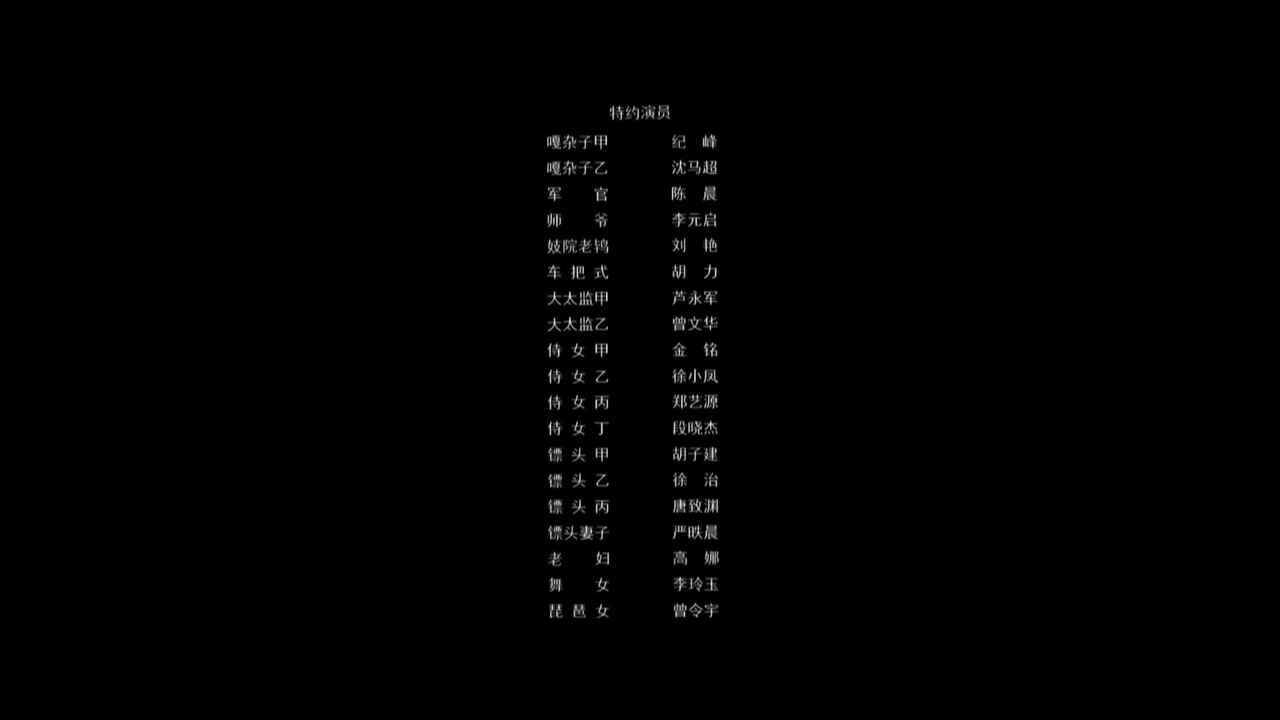 特约演员
嘎杂子甲 纪峰
嘎杂子乙 沈马超
军官 陈晨
师爷 李元启
妓院老鸨 刘艳
车把式 胡力
大太监甲 芦永军
大太监乙 曾文华
侍女甲 金铭
侍女乙 徐小凤
侍女丙 郑艺源
侍女丁 段晓杰
镖头甲 胡子建
镖头乙 徐治
镖头丙 唐致渊
镖头妻子 严昳晨
老妇 高娜
舞女 李玲玉
琵琶女 曾令宇